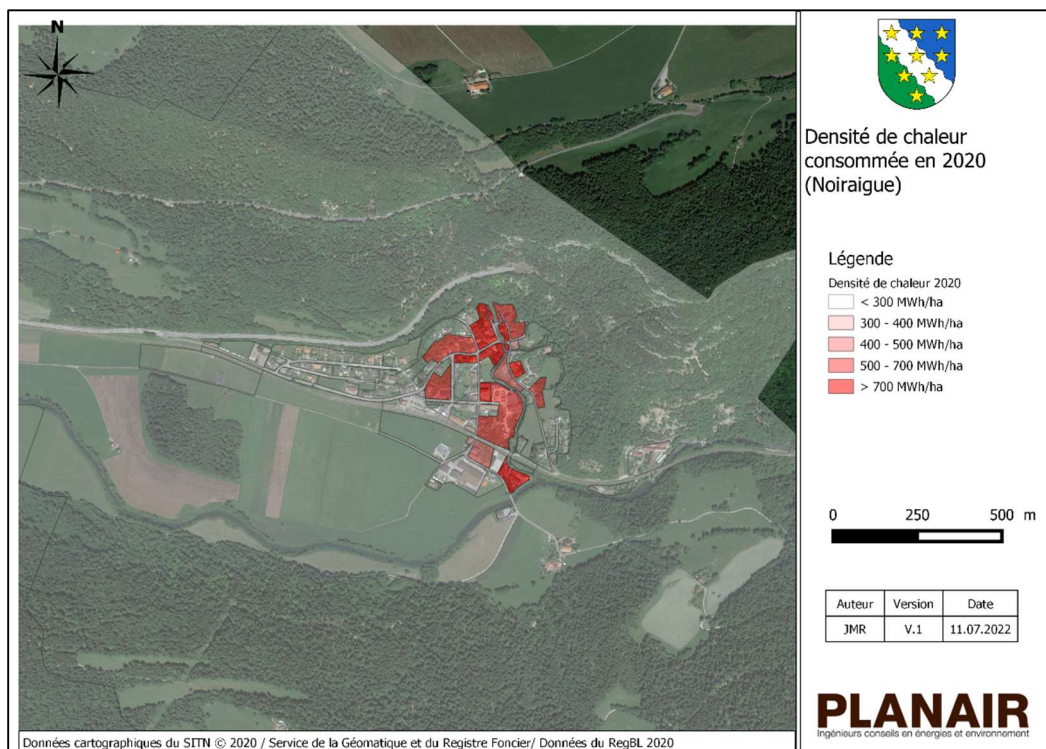 N
Densité de chaleur
consommée en 2020
(Noiraigue)
Légende
Densité de chaleur 2020
< 300 MWh/ha
300 - 400 MWh/ha
400 - 500 MWh/ha
500 - 700 MWh/ha
> 700 MWh/ha
0 250 500 m
Auteur Version Date
JMR V.1 11.07.2022
PLANAIR
Ingénieurs conseils en énergies et environnement
Données cartographiques du SITN © 2020 / Service de la Géomatique et du Registre Foncier/ Données du RegBL 2020